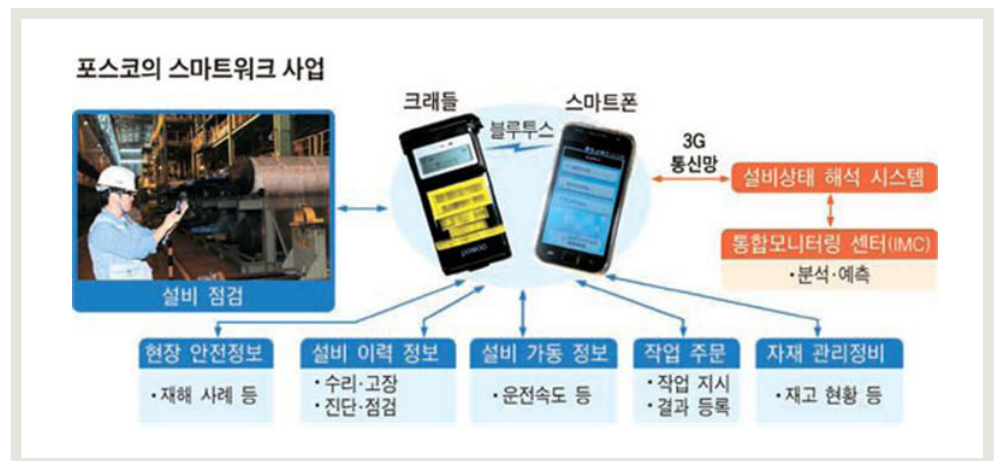 포스코의 스마트워크 사업
크래들
스마트폰
블루투스
3G
통신망
설비상태 해석 시스템
통합모니터링 센터(IMC)
·분석·예측
설비 점검
현장 안전정보
·재해 사례 등
설비 이력 정보
·수리·고장
·진단·점검
설비 가동 정보
·운전속도 등
작업 주문
·작업 지시
·결과 등록
자재 관리정비
·재고 현황 등
posco